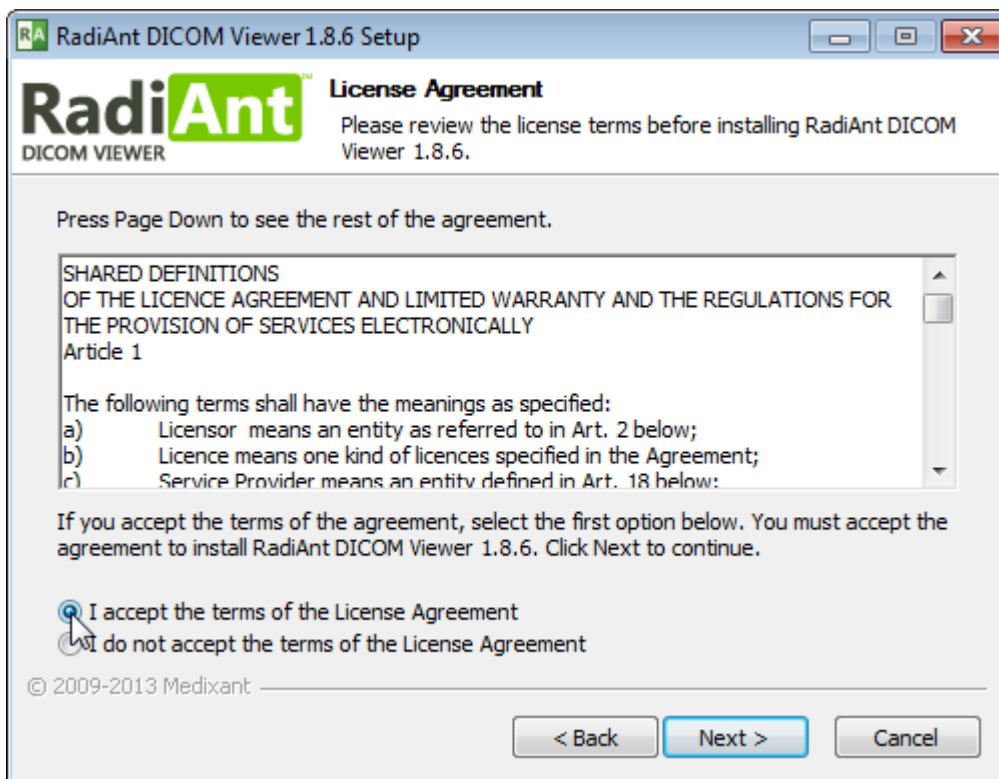 RA RadiAnt DICOM Viewer 1.8.6 Setup
RadiAnt™
DICOM VIEWER
License Agreement
Please review the license terms before installing RadiAnt DICOM
Viewer 1.8.6.
Press Page Down to see the rest of the agreement.
SHARED DEFINITIONS
OF THE LICENCE AGREEMENT AND LIMITED WARRANTY AND THE REGULATIONS FOR
THE PROVISION OF SERVICES ELECTRONICALLY
Article 1
The following terms shall have the meanings as specified:
a) Licensor means an entity as referred to in Art. 2 below;
b) Licence means one kind of licences specified in the Agreement;
c) Service Provider means an entity defined in Art. 18 below;
If you accept the terms of the agreement, select the first option below. You must accept the
agreement to install RadiAnt DICOM Viewer 1.8.6. Click Next to continue.
I accept the terms of the License Agreement
I do not accept the terms of the License Agreement
© 2009-2013 Medixant
< Back Next > Cancel